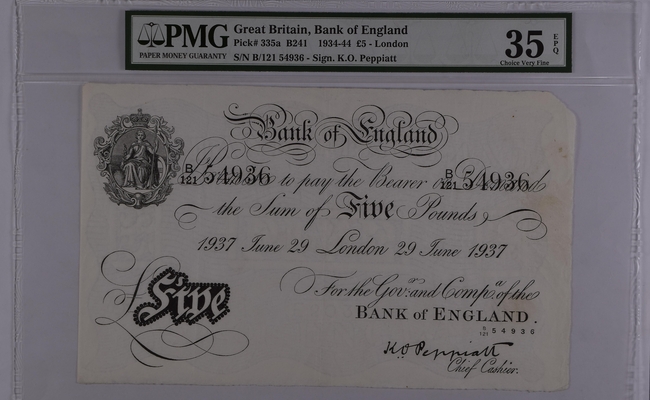 PMG
PAPER MONEY GUARANTY
Great Britain, Bank of England
Pick# 335a B241 1934-44 £5 - London
S/N B/121 54936 - Sign. K.O. Peppiatt
35 EPQ
Choice Very Fine
Bank of England
B/121 54936 B/121 54936
I Promise to pay the Bearer on Demand
the Sum of Five Pounds
1937 June 29 London 29 June 1937
For the Govr. and Compa. of the
BANK of ENGLAND.
B/121 54936
£Five
K.O Peppiatt
Chief Cashier.